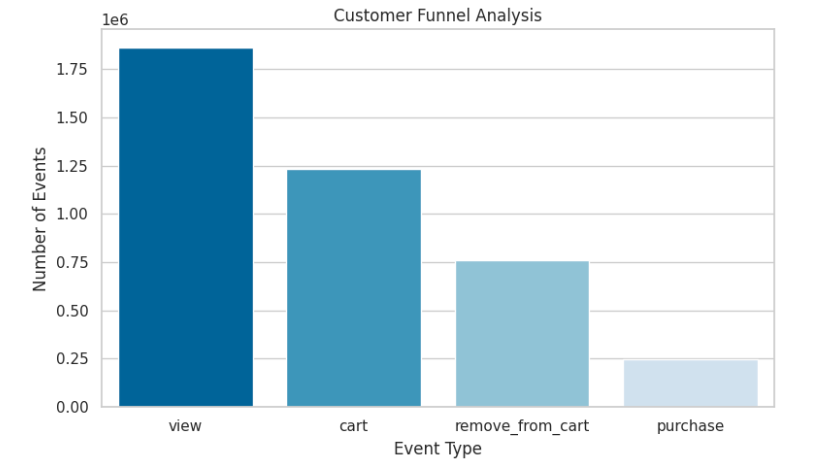 Customer Funnel Analysis
1e6
1.75
1.50
1.25
1.00
0.75
0.50
0.25
0.00
Number of Events
view cart remove_from_cart purchase
Event Type